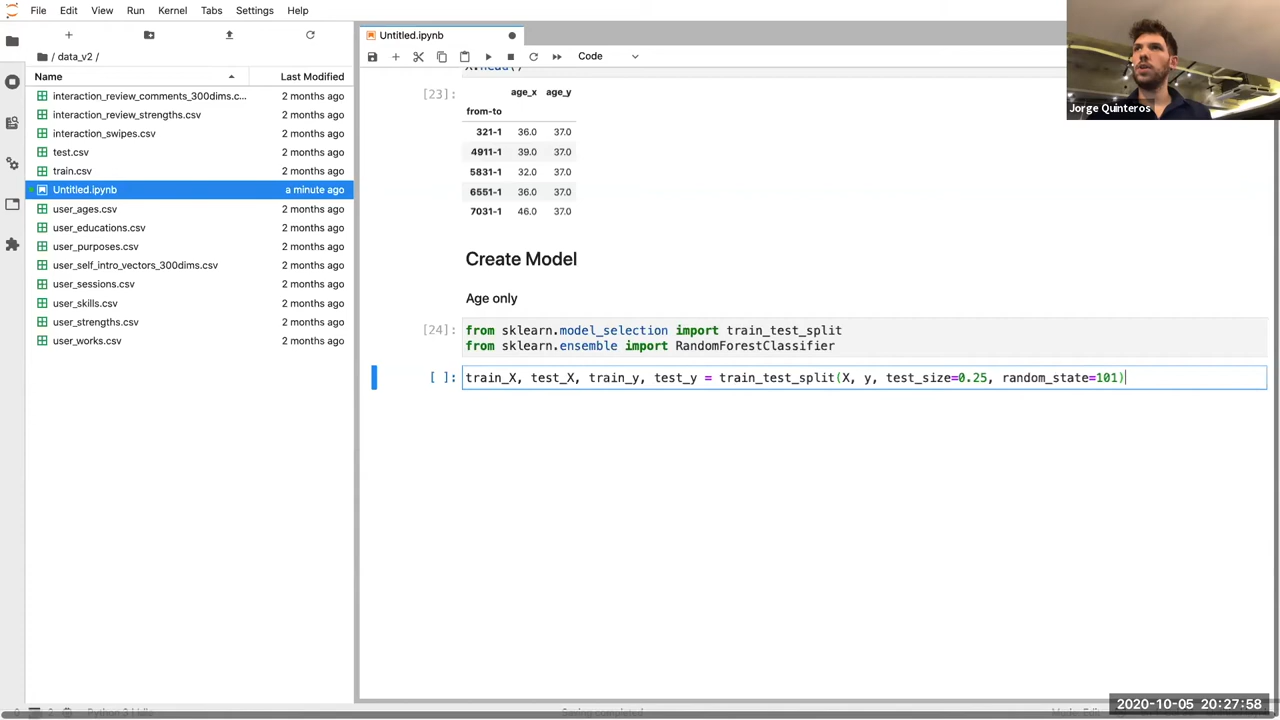 File Edit View Run Kernel Tabs Settings Help
/ data_v2 /
Name Last Modified
interaction_review_comments_300dims.c... 2 months ago
interaction_review_strengths.csv 2 months ago
interaction_swipes.csv 2 months ago
test.csv 2 months ago
train.csv 2 months ago
Untitled.ipynb a minute ago
user_ages.csv 2 months ago
user_educations.csv 2 months ago
user_purposes.csv 2 months ago
user_self_intro_vectors_300dims.csv 2 months ago
user_sessions.csv 2 months ago
user_skills.csv 2 months ago
user_strengths.csv 2 months ago
user_works.csv 2 months ago
Untitled.ipynb
Code
X.head()
[23]:
age_x age_y
from-to
321-1 36.0 37.0
4911-1 39.0 37.0
5831-1 32.0 37.0
6551-1 36.0 37.0
7031-1 46.0 37.0
Create Model
Age only
[24]: from sklearn.model_selection import train_test_split
from sklearn.ensemble import RandomForestClassifier
[ ]: train_X, test_X, train_y, test_y = train_test_split(X, y, test_size=0.25, random_state=101)
Jorge Quinteros
Saving completed
2020-10-05 20:27:58